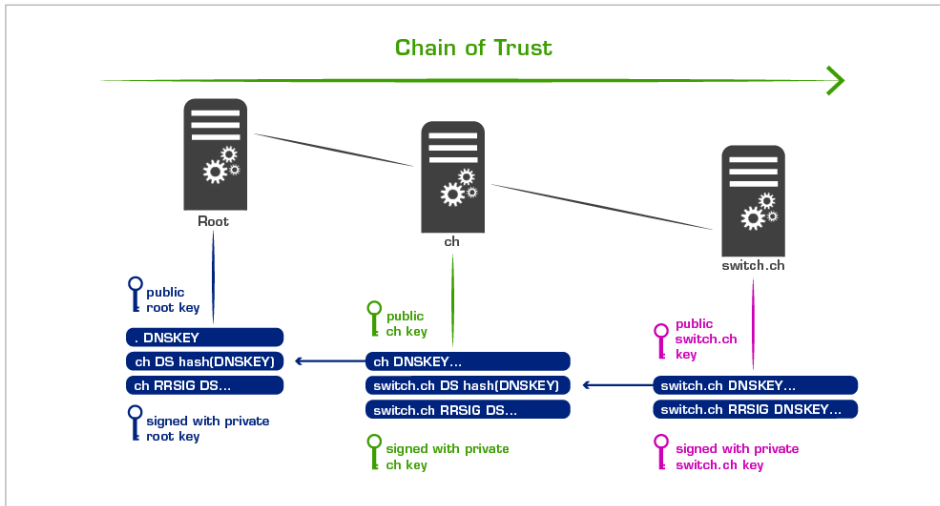 Chain of Trust
Root
public
root key
. DNSKEY
ch DS hash(DNSKEY)
ch RRSIG DS...
signed with private
root key
ch
public
ch key
ch DNSKEY...
switch.ch DS hash(DNSKEY)
switch.ch RRSIG DS...
signed with private
ch key
switch.ch
public
switch.ch
key
switch.ch DNSKEY...
switch.ch RRSIG DNSKEY...
signed with private
switch.ch key